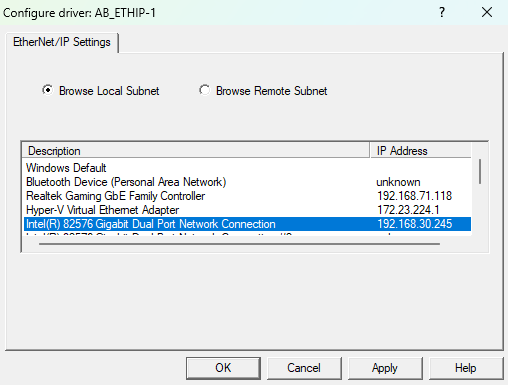 Configure driver: AB_ETHIP-1
EtherNet/IP Settings
Browse Local Subnet Browse Remote Subnet
Description IP Address
Windows Default
Bluetooth Device (Personal Area Network) unknown
Realtek Gaming GbE Family Controller 192.168.71.118
Hyper-V Virtual Ethernet Adapter 172.23.224.1
Intel(R) 82576 Gigabit Dual Port Network Connection 192.168.30.245
OK Cancel Apply Help